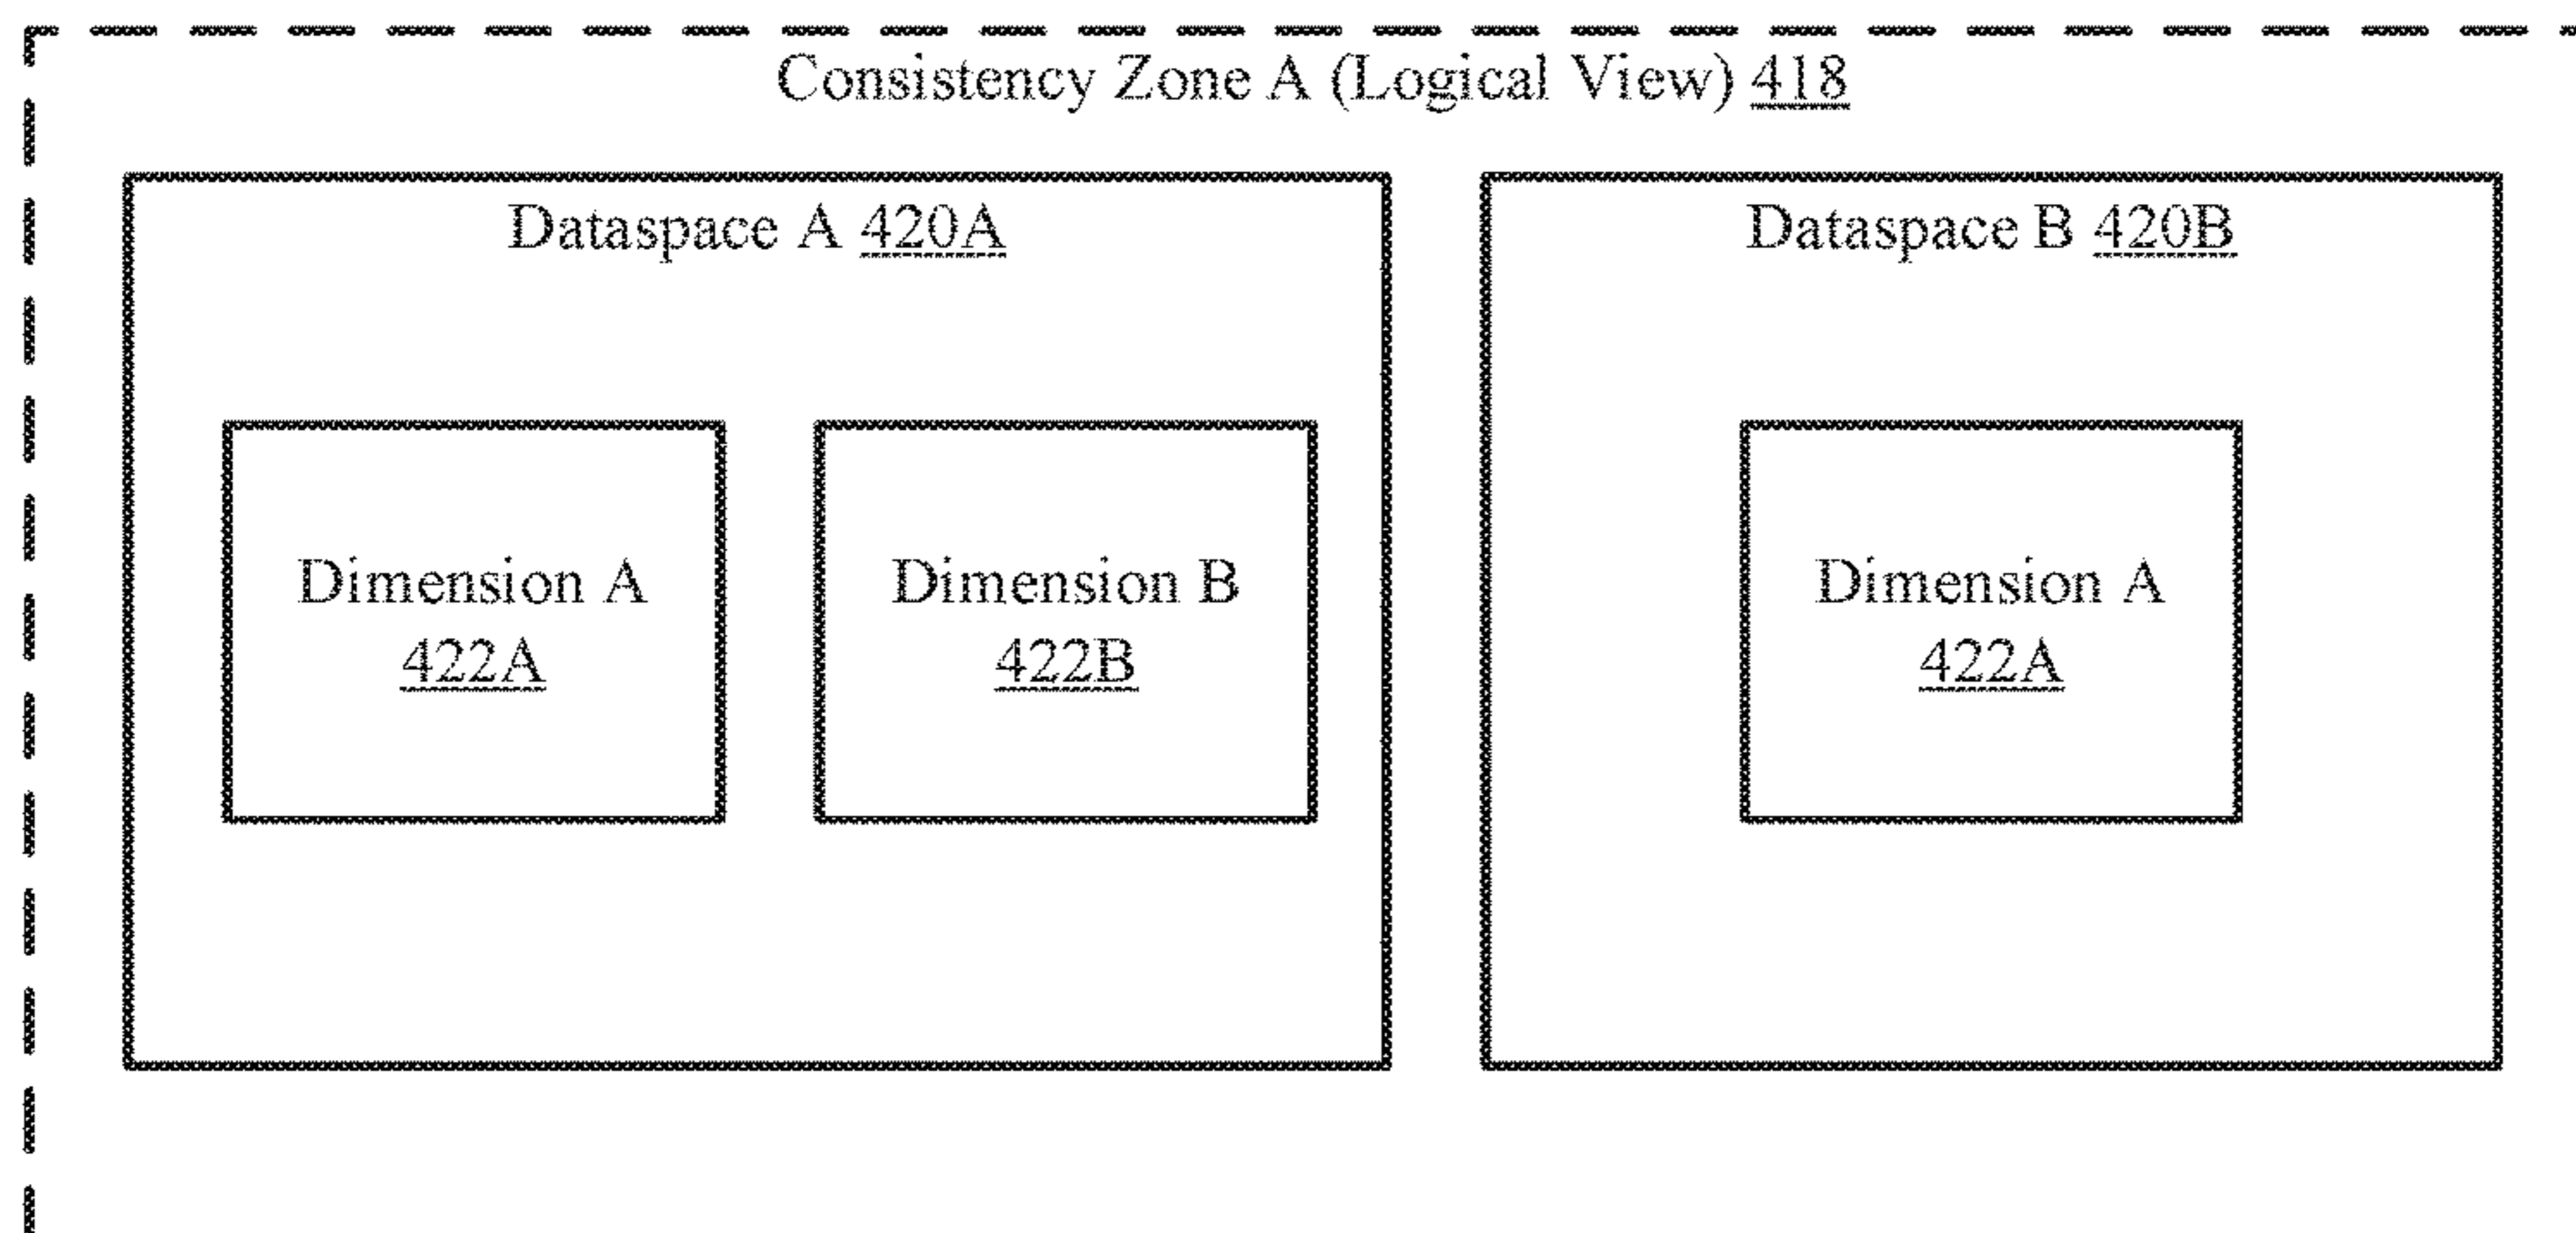 Consistency Zone A (Logical View) 418
Dataspace A 420A
Dimension A
422A
Dimension B
422B
Dataspace B 420B
Dimension A
422A